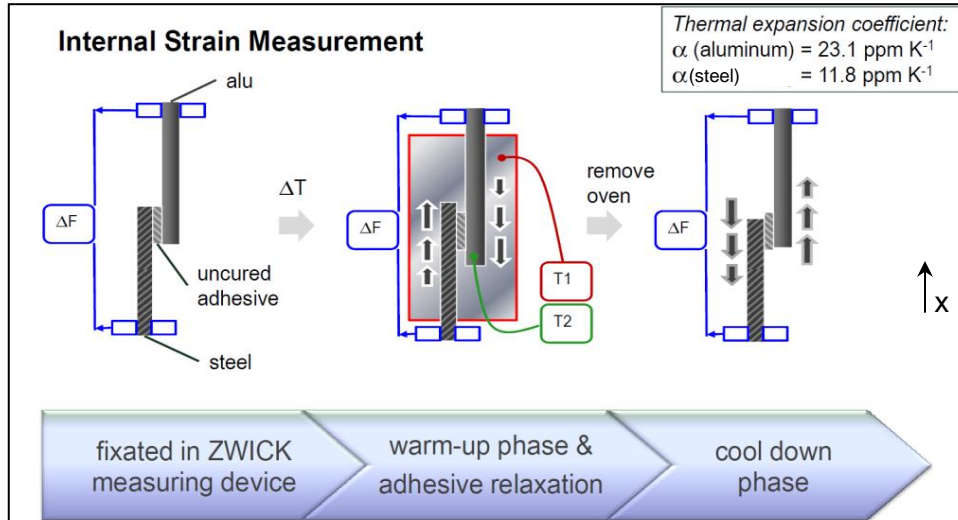 Internal Strain Measurement
Thermal expansion coefficient:
α (aluminum) = 23.1 ppm K⁻¹
α(steel) = 11.8 ppm K⁻¹
alu
ΔF
uncured
adhesive
steel
ΔT
ΔF
T1
T2
remove
oven
ΔF
x
fixated in ZWICK
measuring device
warm-up phase &
adhesive relaxation
cool down
phase